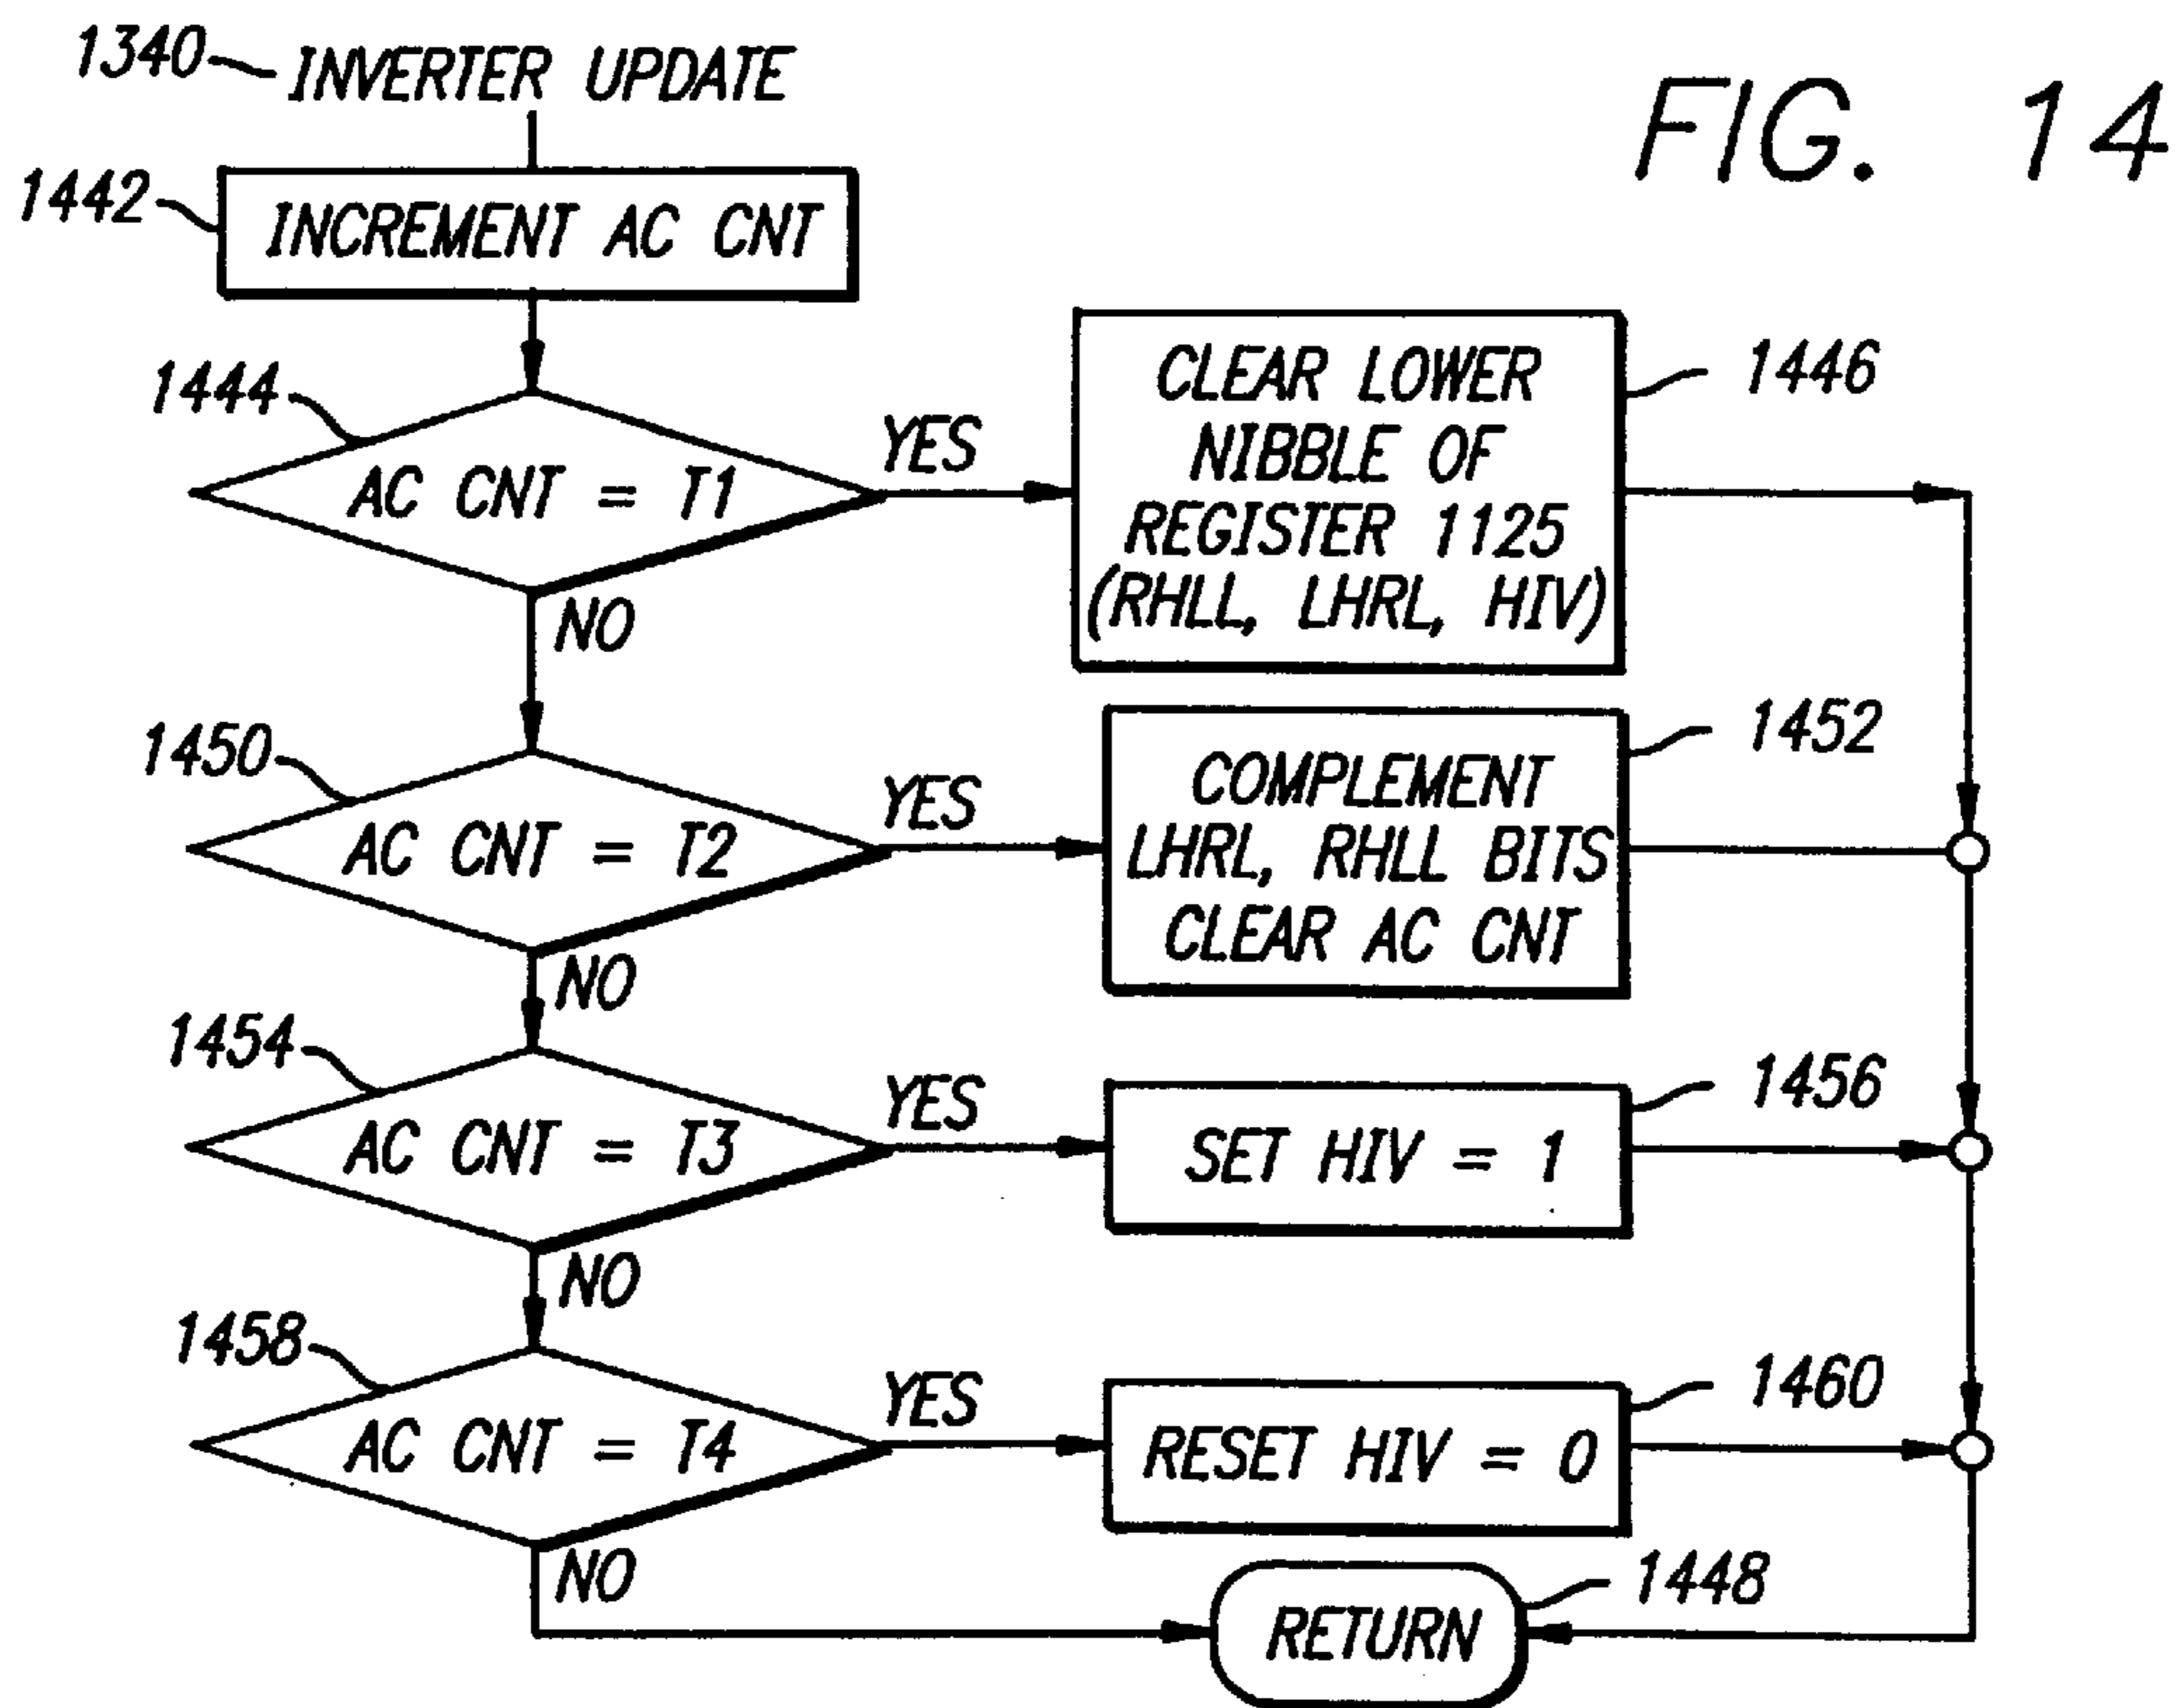 1340 INVERTER UPDATE
FIG. 14
1442 INCREMENT AC CNT
1444 AC CNT = T1
YES
NO
CLEAR LOWER
NIBBLE OF
REGISTER 1125
(RHLL, LHRL, HIV)
1446
1450 AC CNT = T2
YES
NO
COMPLEMENT
LHRL, RHLL BITS
CLEAR AC CNT
1452
1454 AC CNT = T3
YES
NO
SET HIV = 1
1456
1458 AC CNT = T4
YES
NO
RESET HIV = 0
1460
RETURN
1448